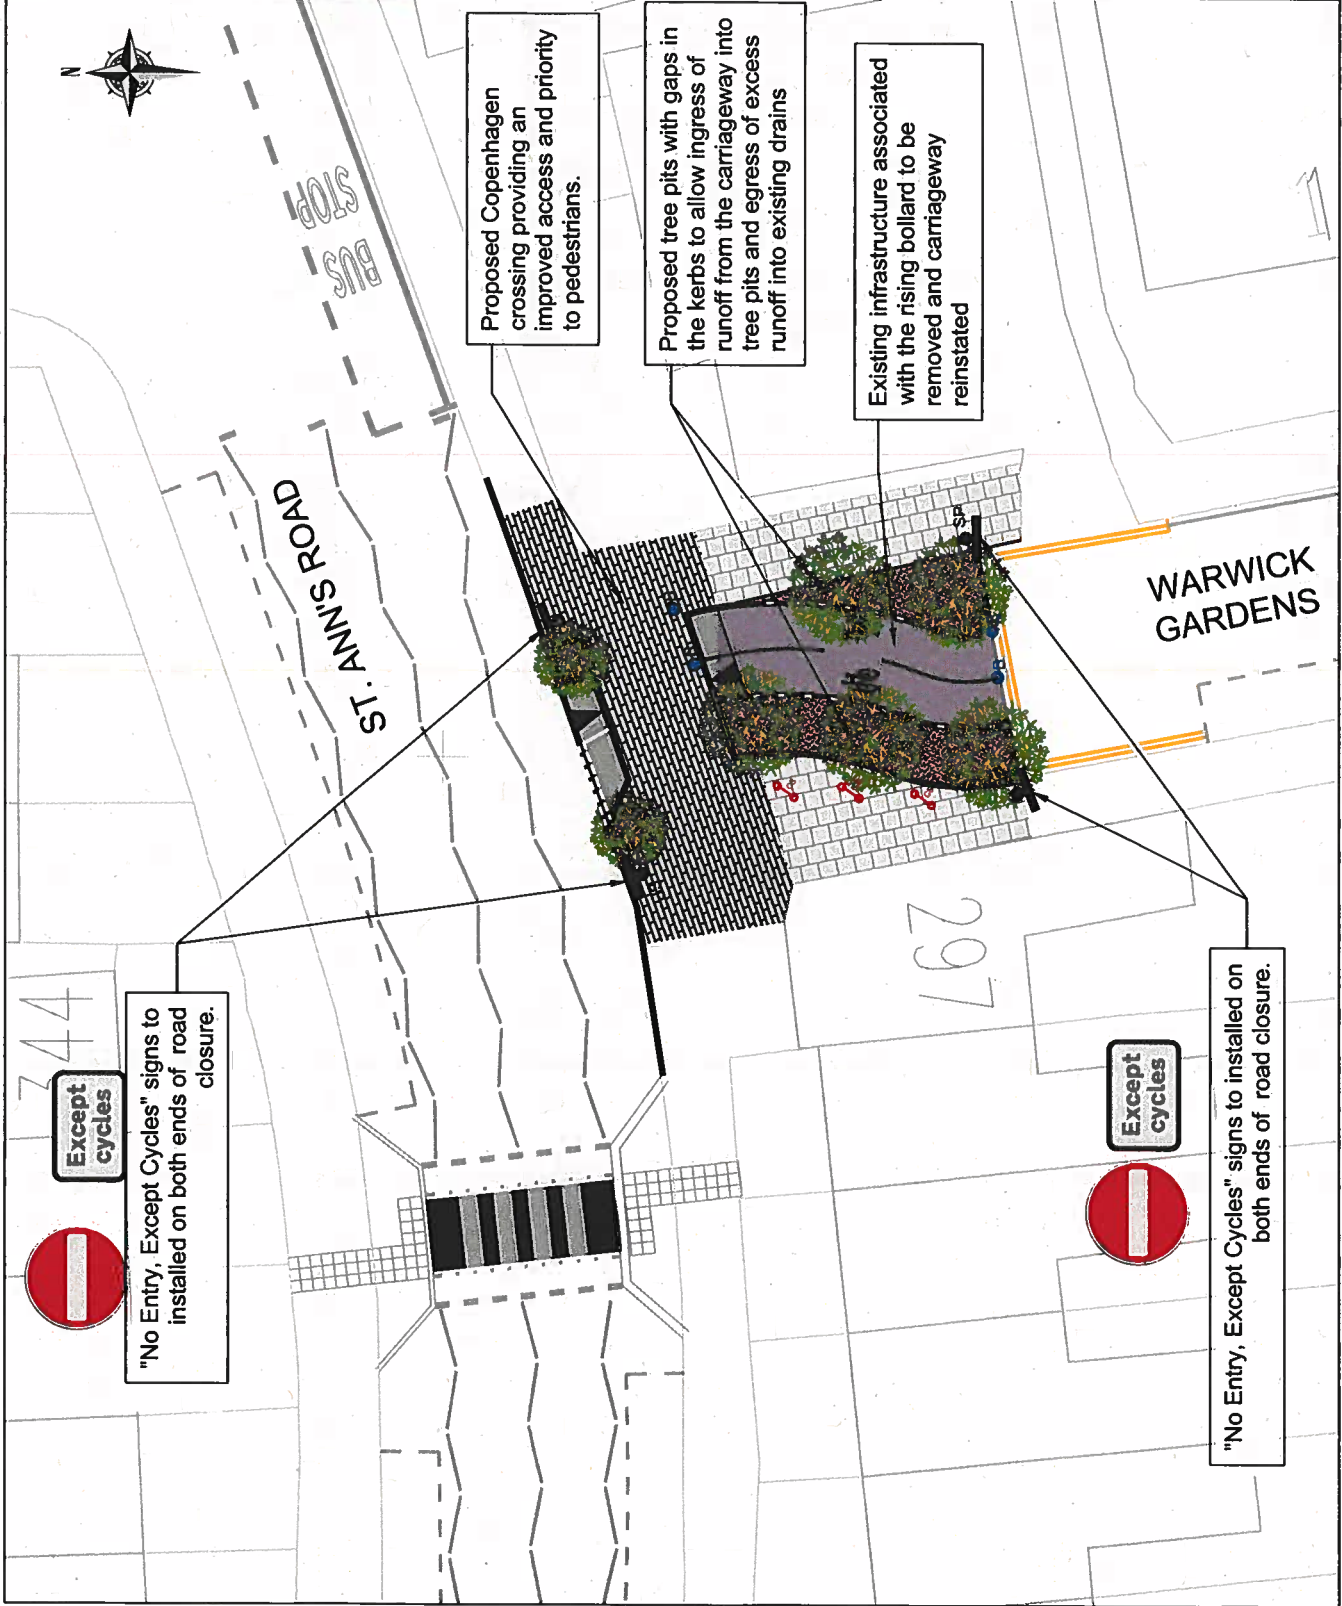 N
BUS
STOP
ST. ANN'S ROAD
Proposed Copenhagen
crossing providing an
improved access and priority
to pedestrians.
Proposed tree pits with gaps in
the kerbs to allow ingress of
runoff from the carriageway into
tree pits and egress of excess
runoff into existing drains
Existing infrastructure associated
with the rising bollard to be
removed and carriageway
reinstated
1
SP
WARWICK
GARDENS
297
344
Except
cycles
"No Entry, Except Cycles" signs to
installed on both ends of road
closure.
Except
cycles
"No Entry, Except Cycles" signs to installed on
both ends of road closure.